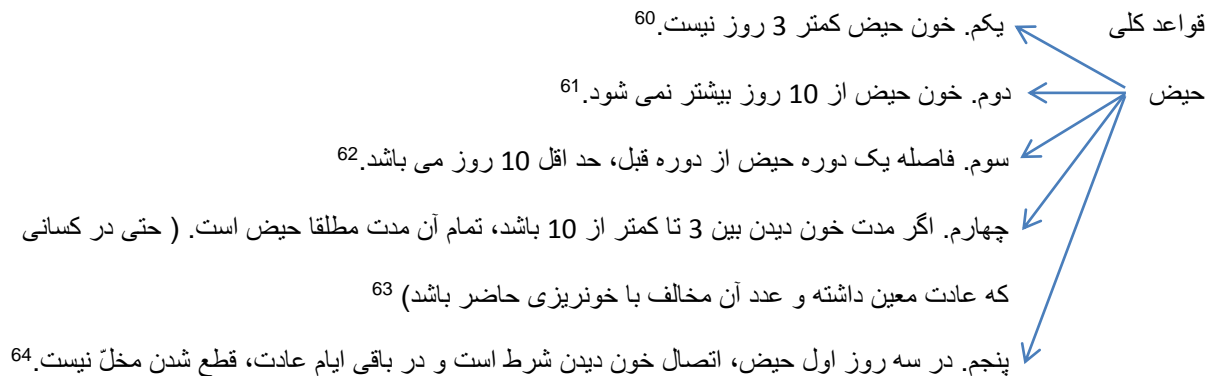 قواعد کلی یکم. خون حیض کمتر 3 روز نیست.60
حیض دوم. خون حیض از 10 روز بیشتر نمی شود.61
سوم. فاصله یک دوره حیض از دوره قبل، حد اقل 10 روز می باشد.62
چهارم. اگر مدت خون دیدن بین 3 تا کمتر از 10 باشد، تمام آن مدت مطلقا حیض است. ( حتی در کسانی
که عادت معین داشته و عدد آن مخالف با خونریزی حاضر باشد) 63
پنجم. در سه روز اول حیض، اتصال خون دیدن شرط است و در باقی ایام عادت، قطع شدن مخلّ نیست.64